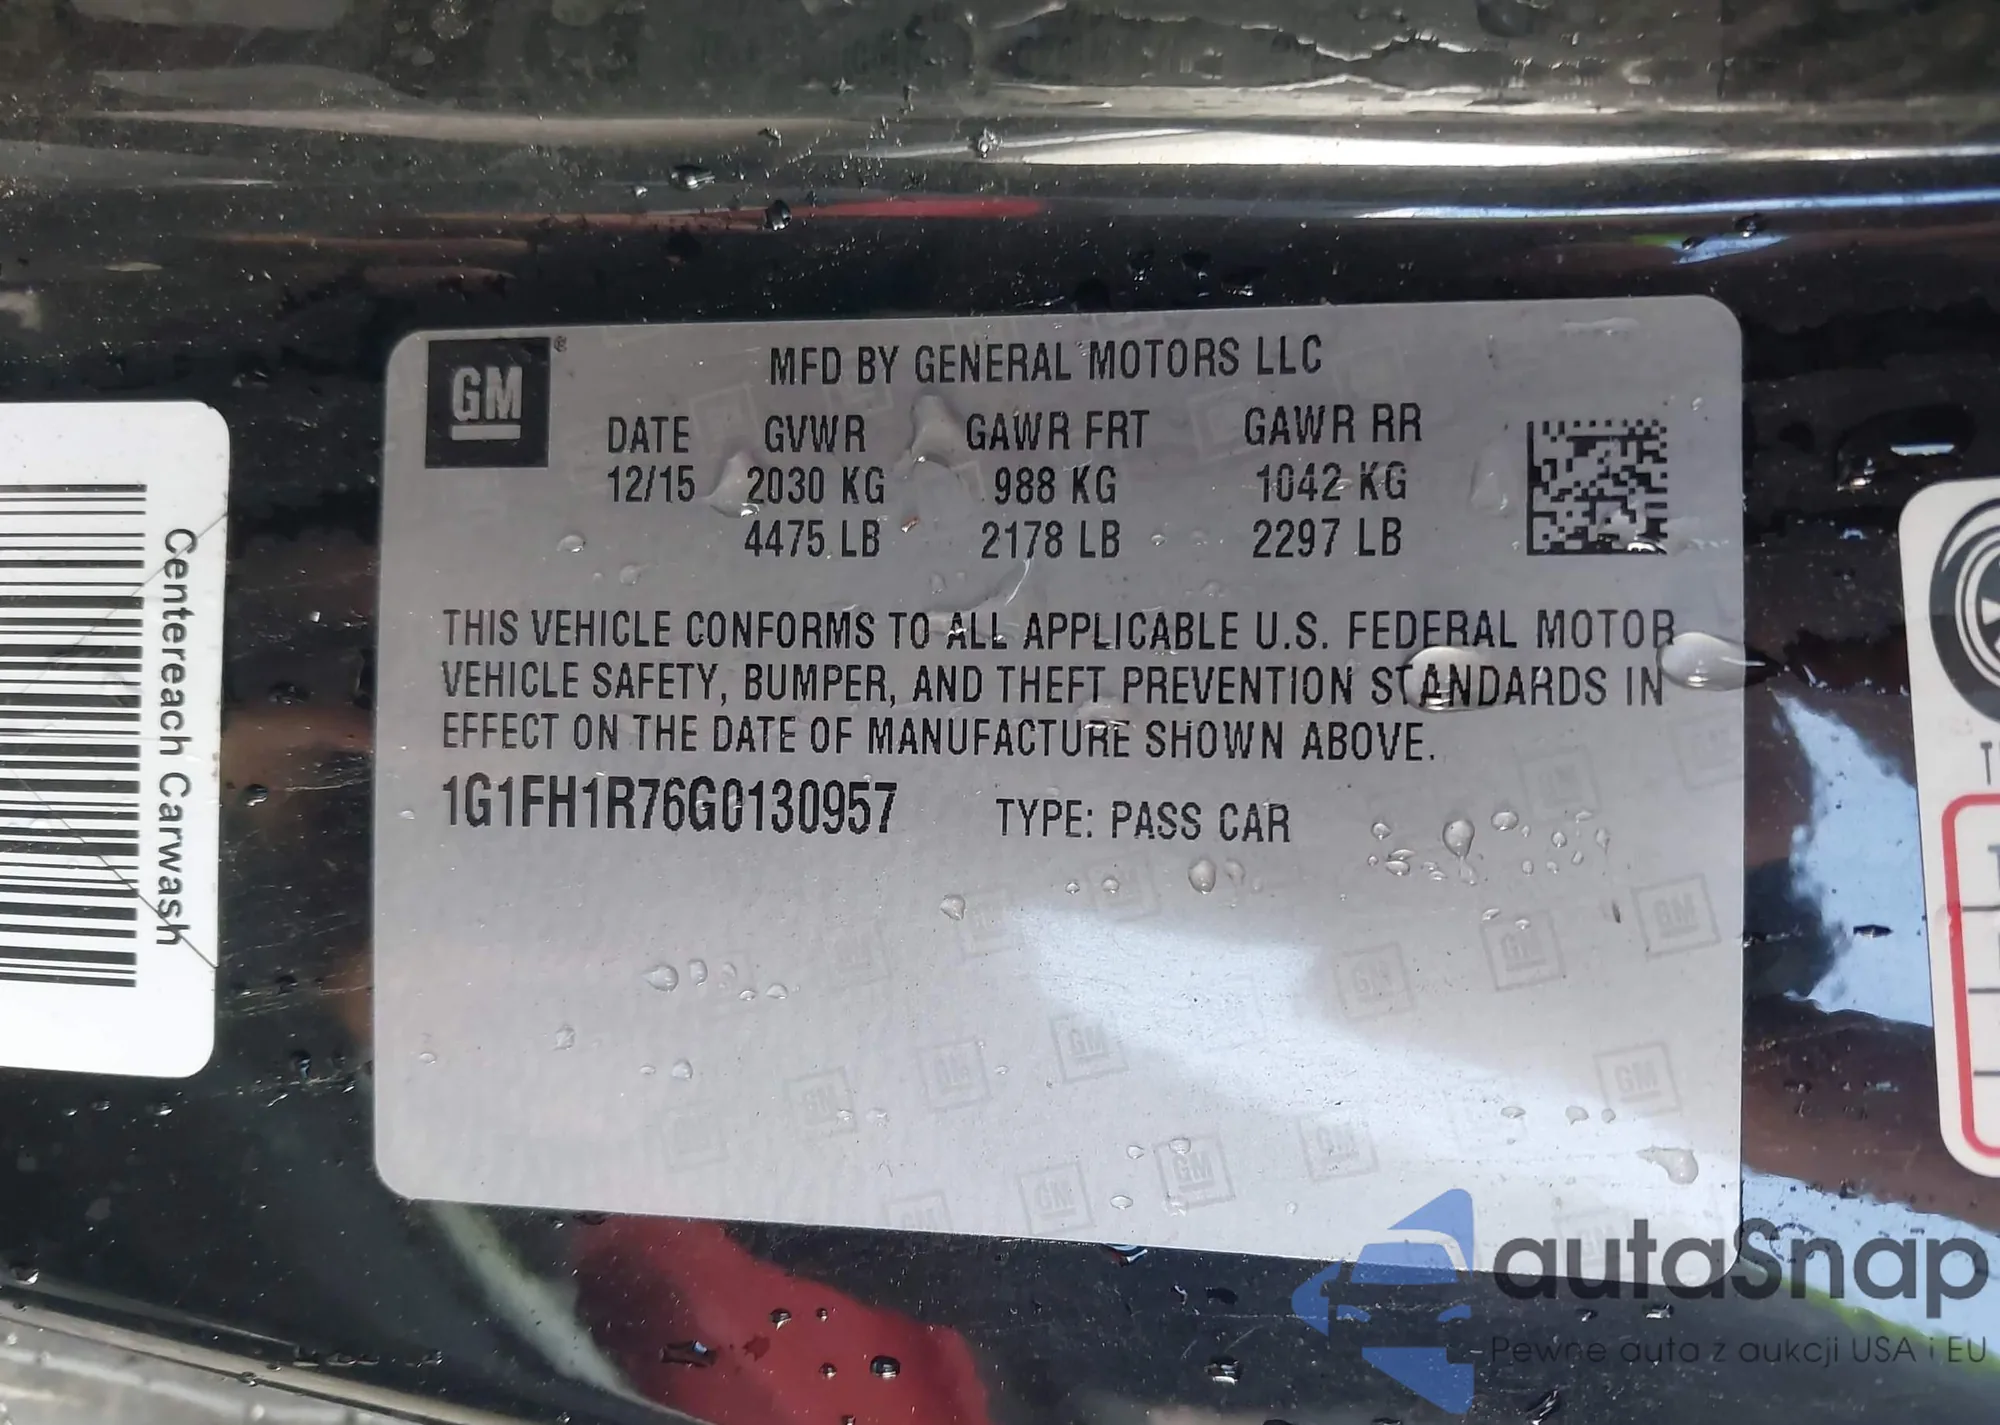 GM®
MFD BY GENERAL MOTORS LLC
DATE GVWR GAWR FRT GAWR RR
12/15 2030 KG 988 KG 1042 KG
4475 LB 2178 LB 2297 LB
THIS VEHICLE CONFORMS TO ALL APPLICABLE U.S. FEDERAL MOTOR
VEHICLE SAFETY, BUMPER, AND THEFT PREVENTION STANDARDS IN
EFFECT ON THE DATE OF MANUFACTURE SHOWN ABOVE.
1G1FH1R76G0130957 TYPE: PASS CAR
Centereach Carwash
autaSnap
Pewne auta z aukcji USA i EU